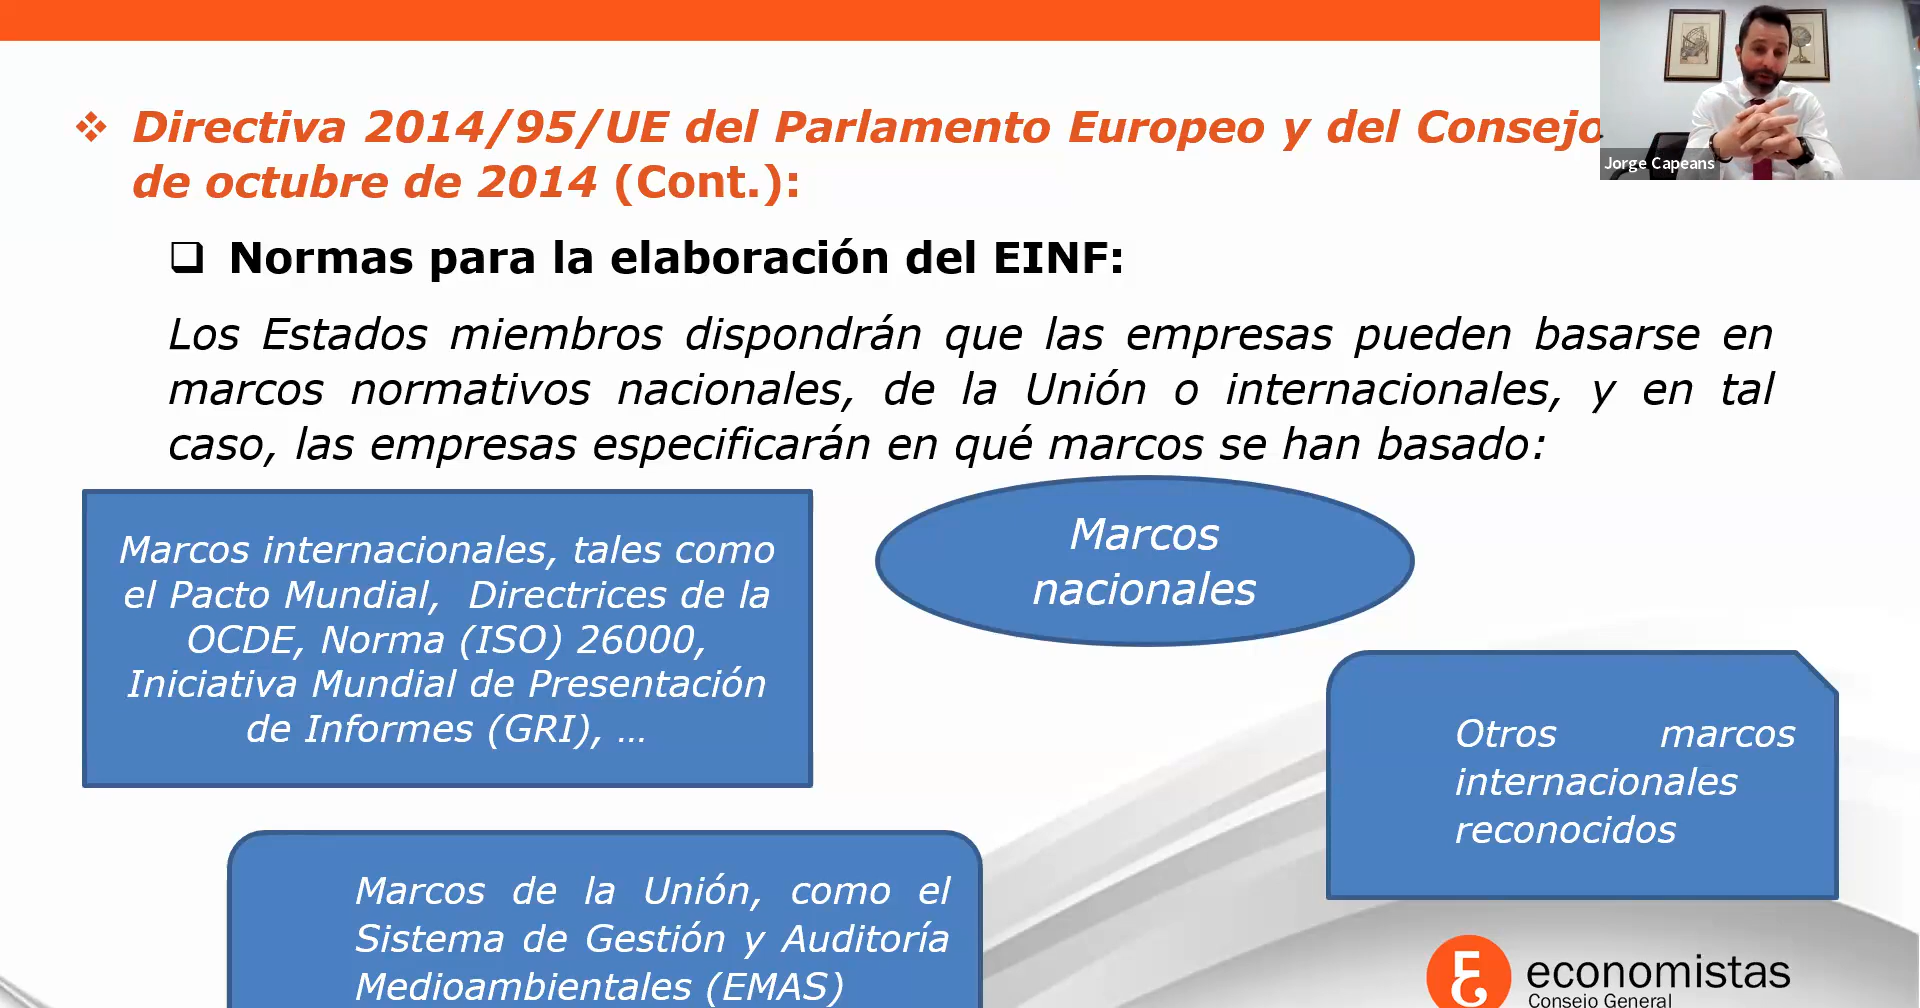 Directiva 2014/95/UE del Parlamento Europeo y del Consejo
de octubre de 2014 (Cont.):
Jorge Capeans
Normas para la elaboración del EINF:
Los Estados miembros dispondrán que las empresas pueden basarse en
marcos normativos nacionales, de la Unión o internacionales, y en tal
caso, las empresas especificarán en qué marcos se han basado:
Marcos internacionales, tales como
el Pacto Mundial, Directrices de la
OCDE, Norma (ISO) 26000,
Iniciativa Mundial de Presentación
de Informes (GRI), ...
Marcos
nacionales
Otros marcos
internacionales
reconocidos
Marcos de la Unión, como el
Sistema de Gestión y Auditoría
Medioambientales (EMAS)
economistas
Consejo General